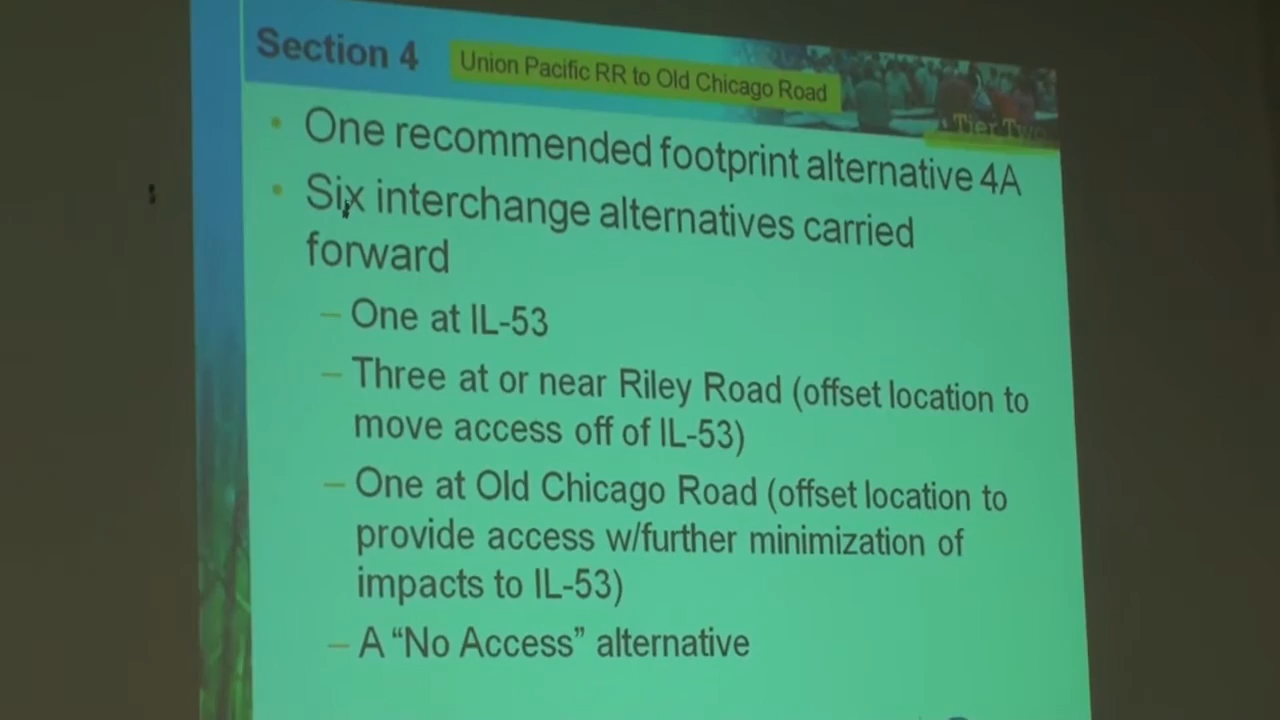 Section 4
Union Pacific RR to Old Chicago Road
Tier Two
• One recommended footprint alternative 4A
• Six interchange alternatives carried
forward
– One at IL-53
– Three at or near Riley Road (offset location to
move access off of IL-53)
– One at Old Chicago Road (offset location to
provide access w/further minimization of
impacts to IL-53)
– A “No Access” alternative